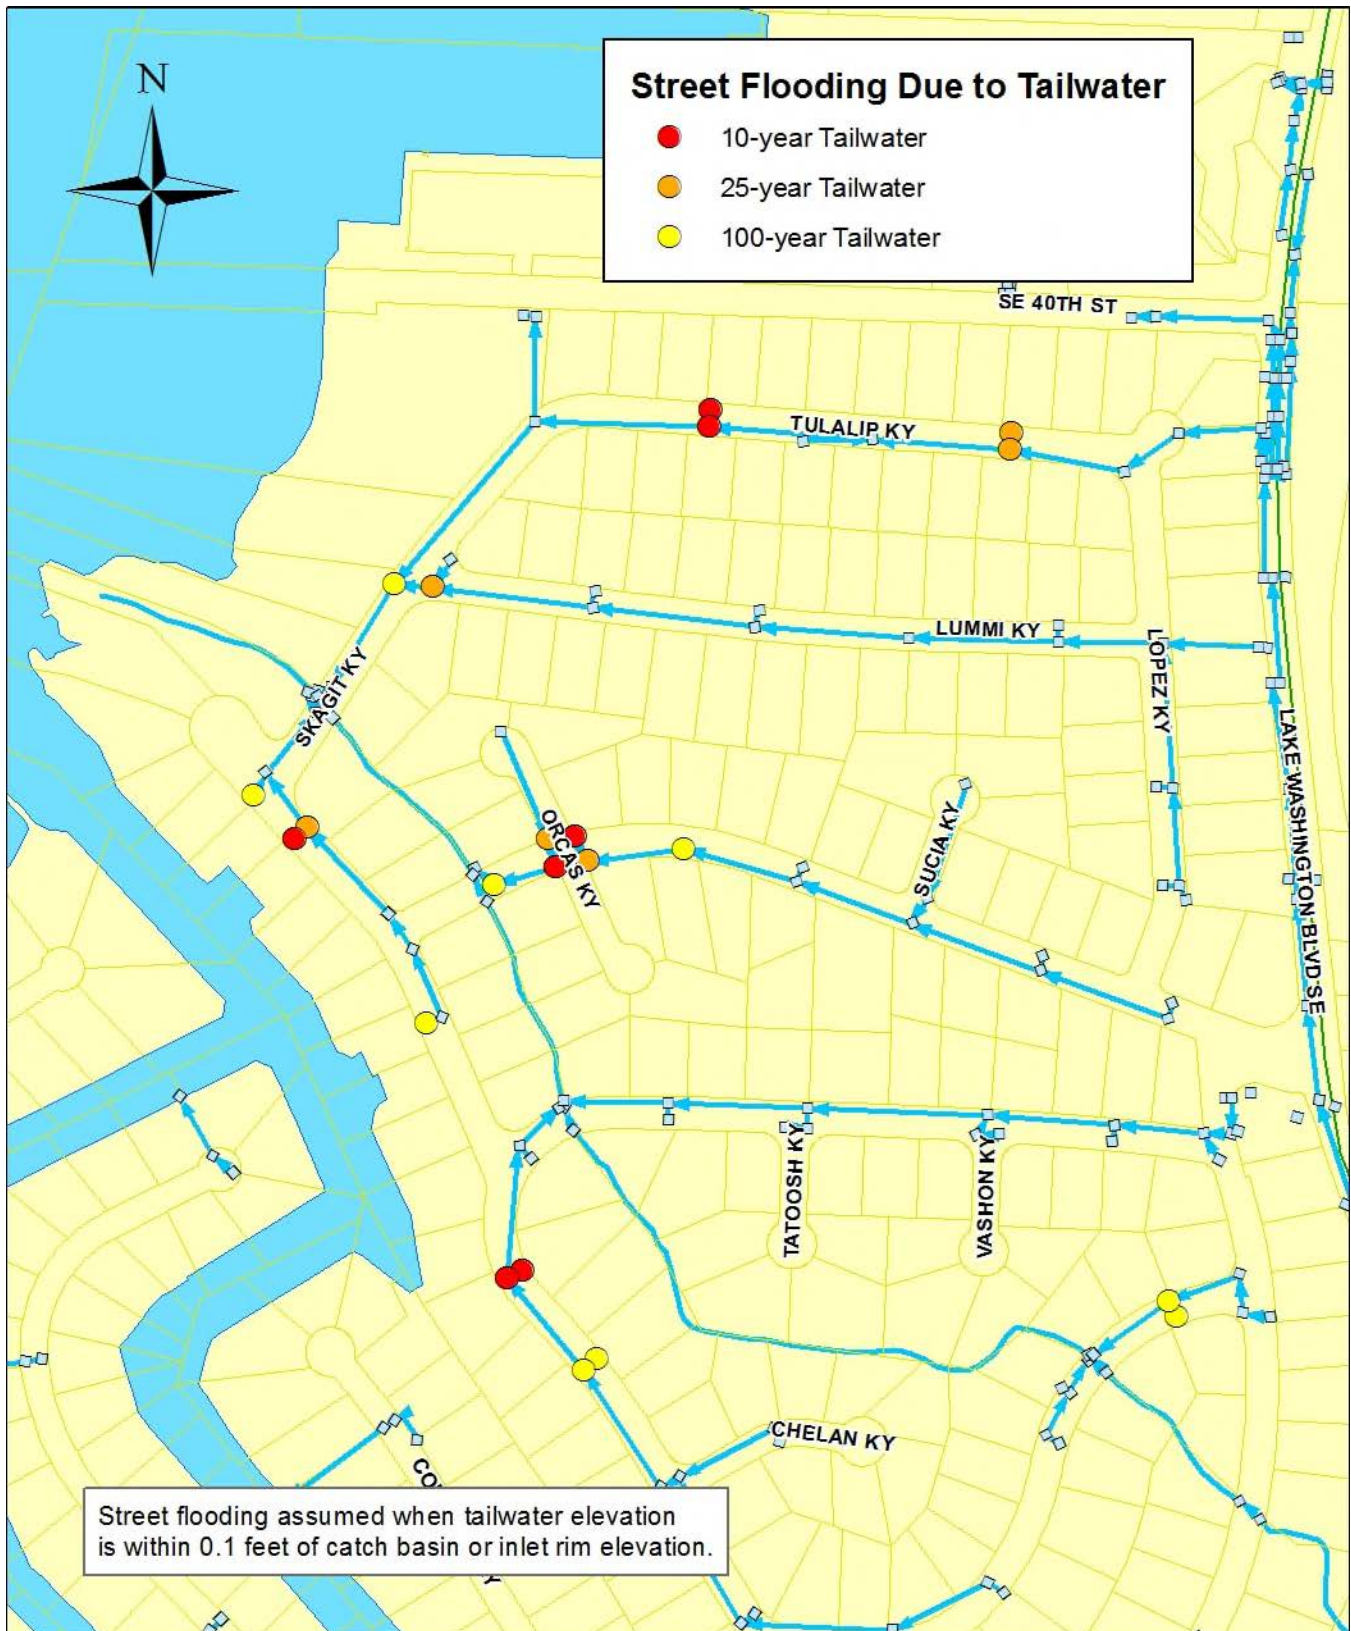 N
Street Flooding Due to Tailwater
10-year Tailwater
25-year Tailwater
100-year Tailwater
SE 40TH ST
TULALIP KY
LUMMI KY
LOPEZ KY
SKAGIT KY
LAKE WASHINGTON BLVD SE
ORCAS KY
SUCIA KY
TATOOSH KY
VASHON KY
CHELAN KY
Street flooding assumed when tailwater elevation
is within 0.1 feet of catch basin or inlet rim elevation.